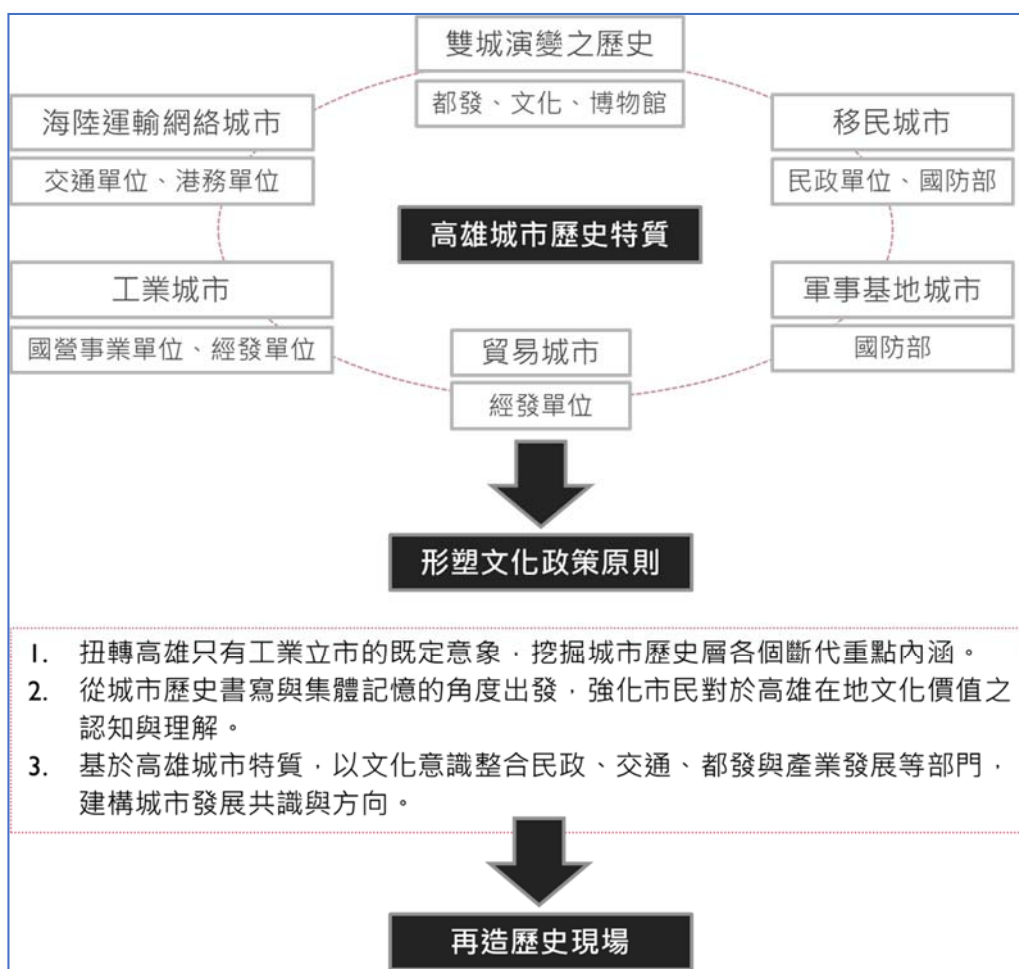 雙城演變之歷史
都發、文化、博物館
海陸運輸網絡城市
交通單位、港務單位
移民城市
民政單位、國防部
高雄城市歷史特質
工業城市
國營事業單位、經發單位
軍事基地城市
國防部
貿易城市
經發單位
形塑文化政策原則
1. 扭轉高雄只有工業立市的既定意象，挖掘城市歷史層各個斷代重點內涵。
2. 從城市歷史書寫與集體記憶的角度出發，強化市民對於高雄在地文化價值之
認知與理解。
3. 基於高雄城市特質，以文化意識整合民政、交通、都發與產業發展等部門，
建構城市發展共識與方向。
再造歷史現場